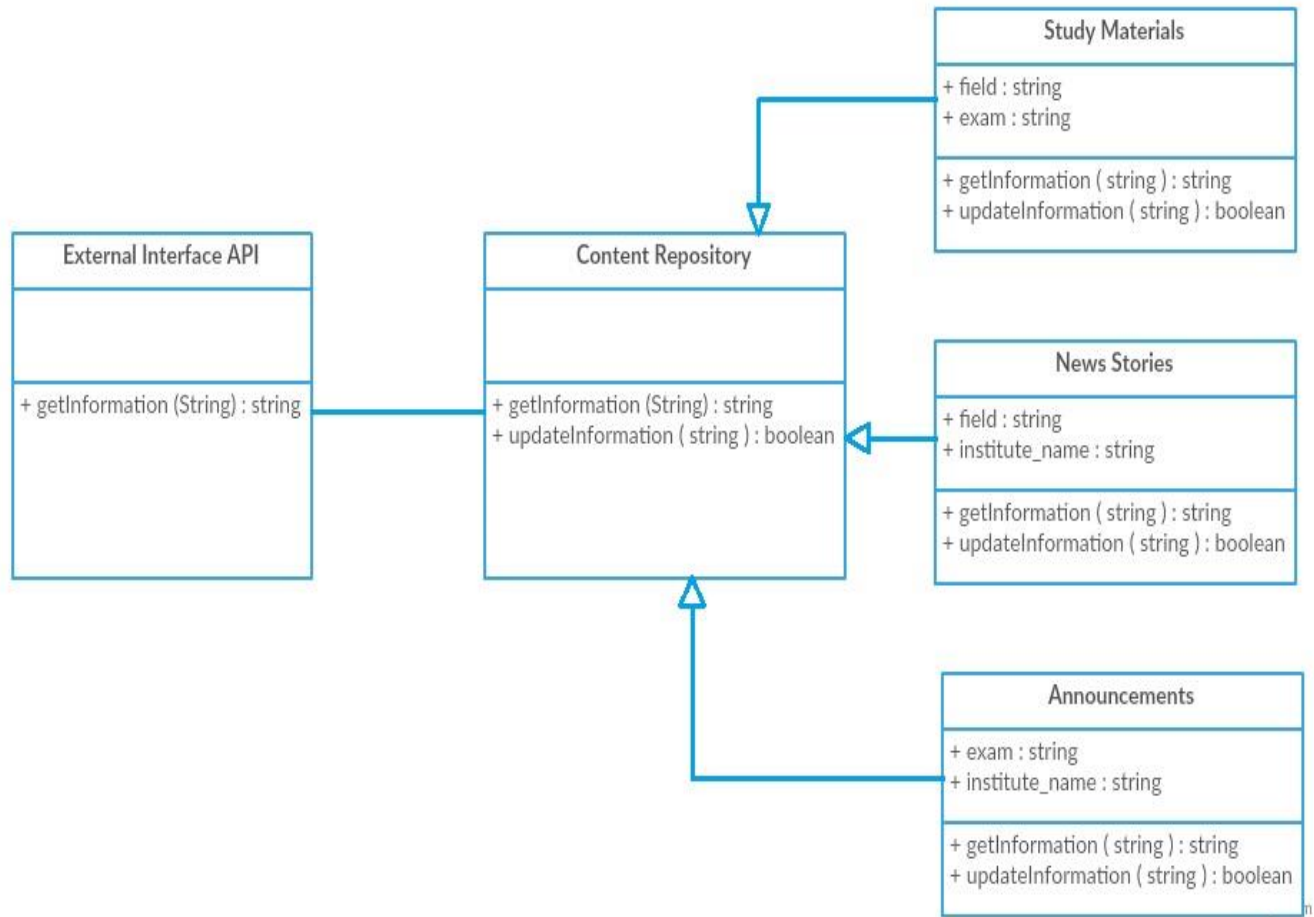 Study Materials
+ field : string
+ exam : string
+ getInformation ( string ) : string
+ updateInformation ( string ) : boolean
External Interface API
+ getInformation (String) : string
Content Repository
+ getInformation (String) : string
+ updateInformation ( string ) : boolean
News Stories
+ field : string
+ institute_name : string
+ getInformation ( string ) : string
+ updateInformation ( string ) : boolean
Announcements
+ exam : string
+ institute_name : string
+ getInformation ( string ) : string
+ updateInformation ( string ) : boolean